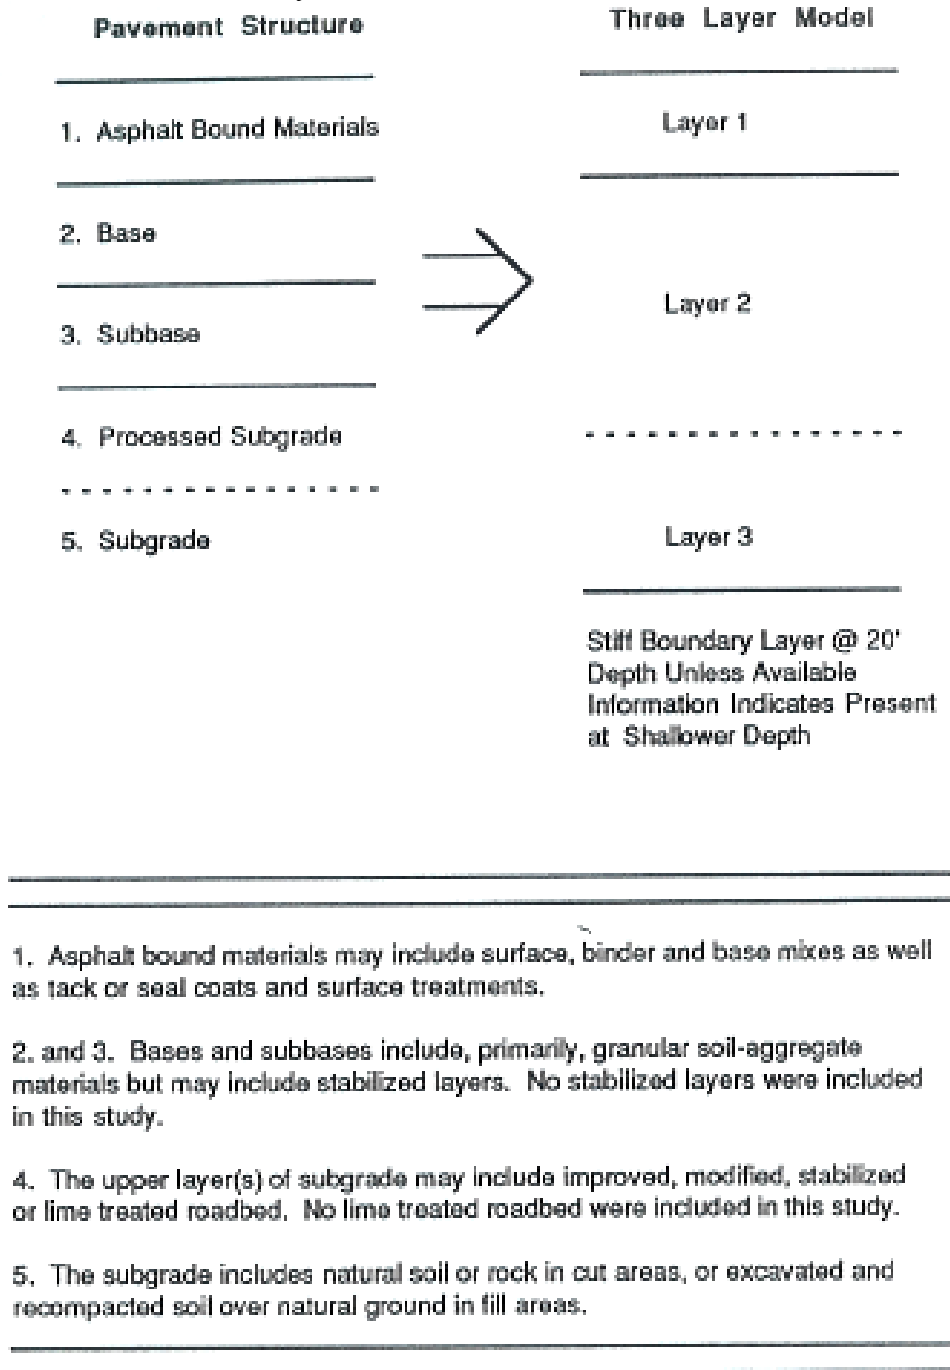 Pavement Structure
Three Layer Model
1. Asphalt Bound Materials
Layer 1
2. Base
Layer 2
3. Subbase
4. Processed Subgrade
5. Subgrade
Layer 3
Stiff Boundary Layer @ 20'
Depth Unless Available
Information Indicates Present
at Shallower Depth
1. Asphalt bound materials may include surface, binder and base mixes as well
as tack or seal coats and surface treatments.
2. and 3. Bases and subbases include, primarily, granular soil-aggregate
materials but may include stabilized layers. No stabilized layers were included
in this study.
4. The upper layer(s) of subgrade may include improved, modified, stabilized
or lime treated roadbed. No lime treated roadbed were included in this study.
5. The subgrade includes natural soil or rock in cut areas, or excavated and
recompacted soil over natural ground in fill areas.